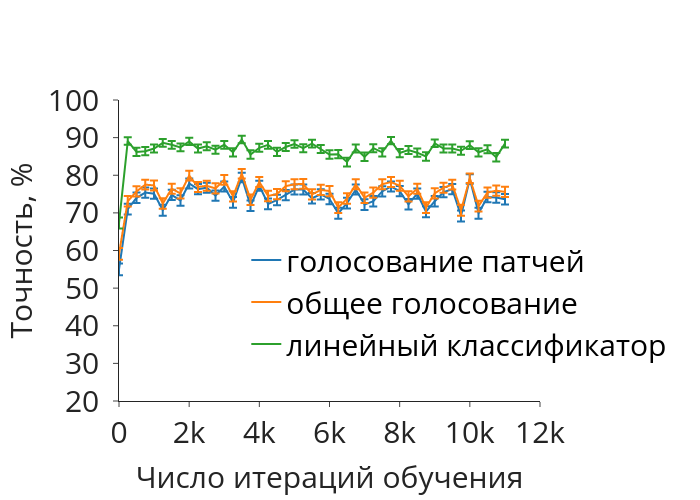 100
90
80
70
60
50
40
30
20
Точность, %
голосование патчей
общее голосование
линейный классификатор
0 2k 4k 6k 8k 10k 12k
Число итераций обучения